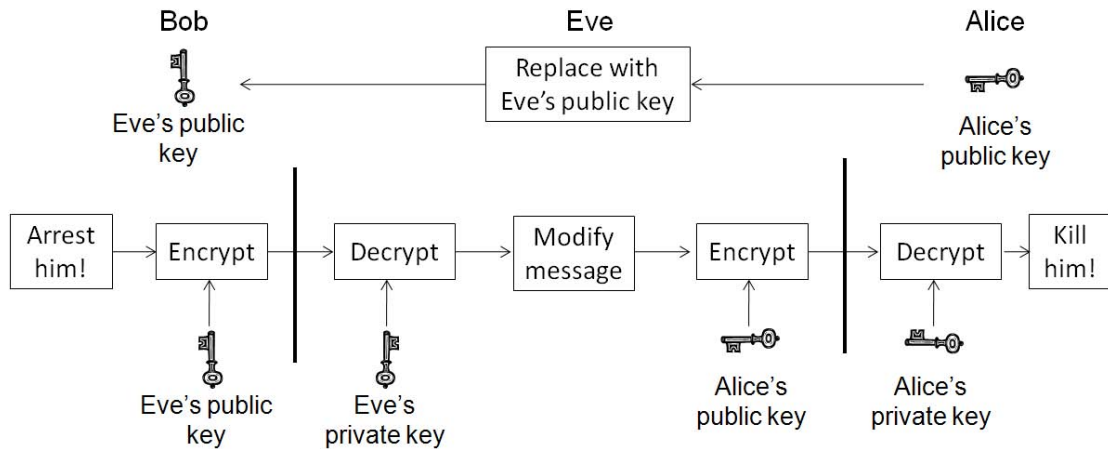 Bob
Eve
Alice
Replace with
Eve's public key
Eve's public
key
Alice's
public key
Arrest
him!
Encrypt
Decrypt
Modify
message
Encrypt
Decrypt
Kill
him!
Eve's public
key
Eve's
private key
Alice's
public key
Alice's
private key